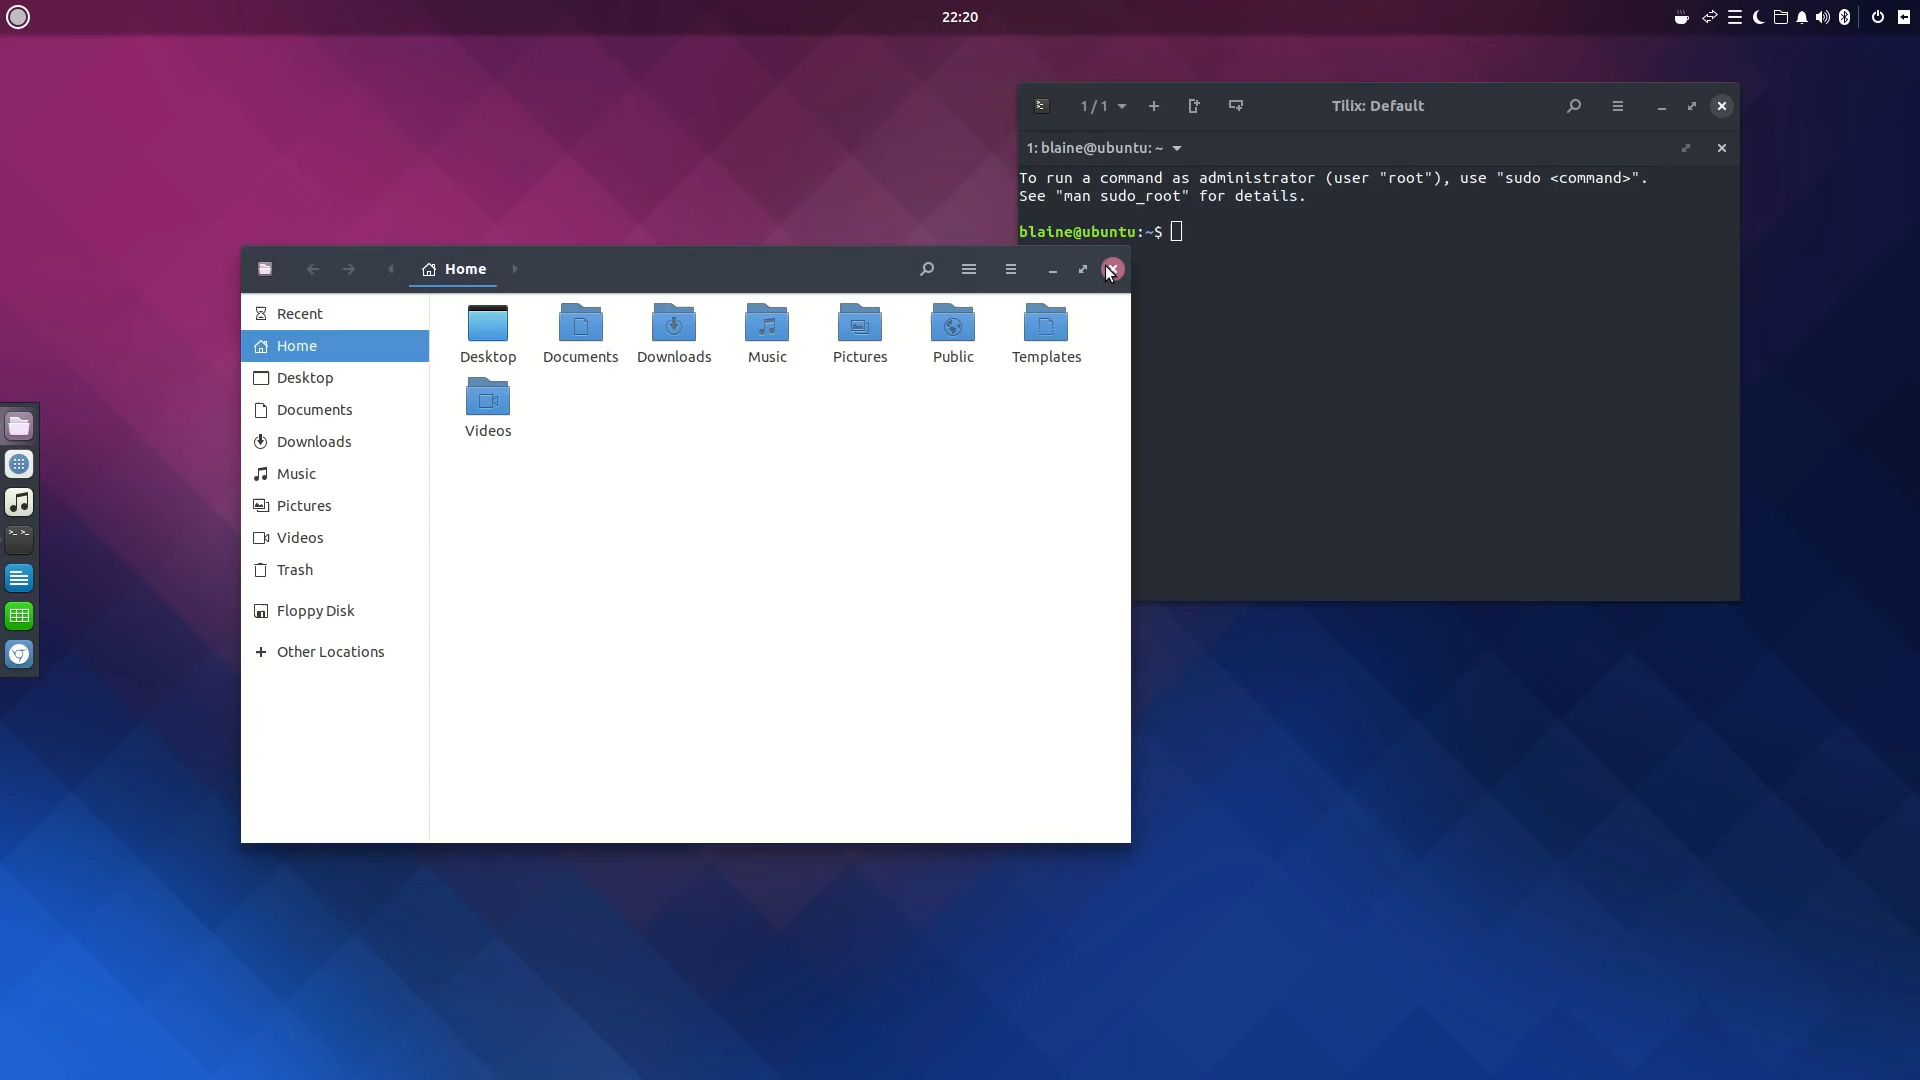 22:20
1 / 1
Tilix: Default
1: blaine@ubuntu: ~
To run a command as administrator (user "root"), use "sudo <command>".
See "man sudo_root" for details.
blaine@ubuntu:~$
Home
Recent
Home
Desktop
Documents
Downloads
Music
Pictures
Videos
Trash
Floppy Disk
Other Locations
Desktop
Documents
Downloads
Music
Pictures
Public
Templates
Videos